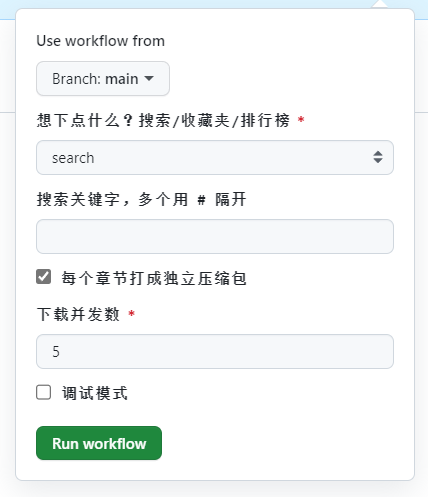 Use workflow from
Branch: main
想下点什么？搜索/收藏夹/排行榜 *
search
搜索关键字，多个用 # 隔开
每个章节打成独立压缩包
下载并发数 *
5
调试模式
Run workflow